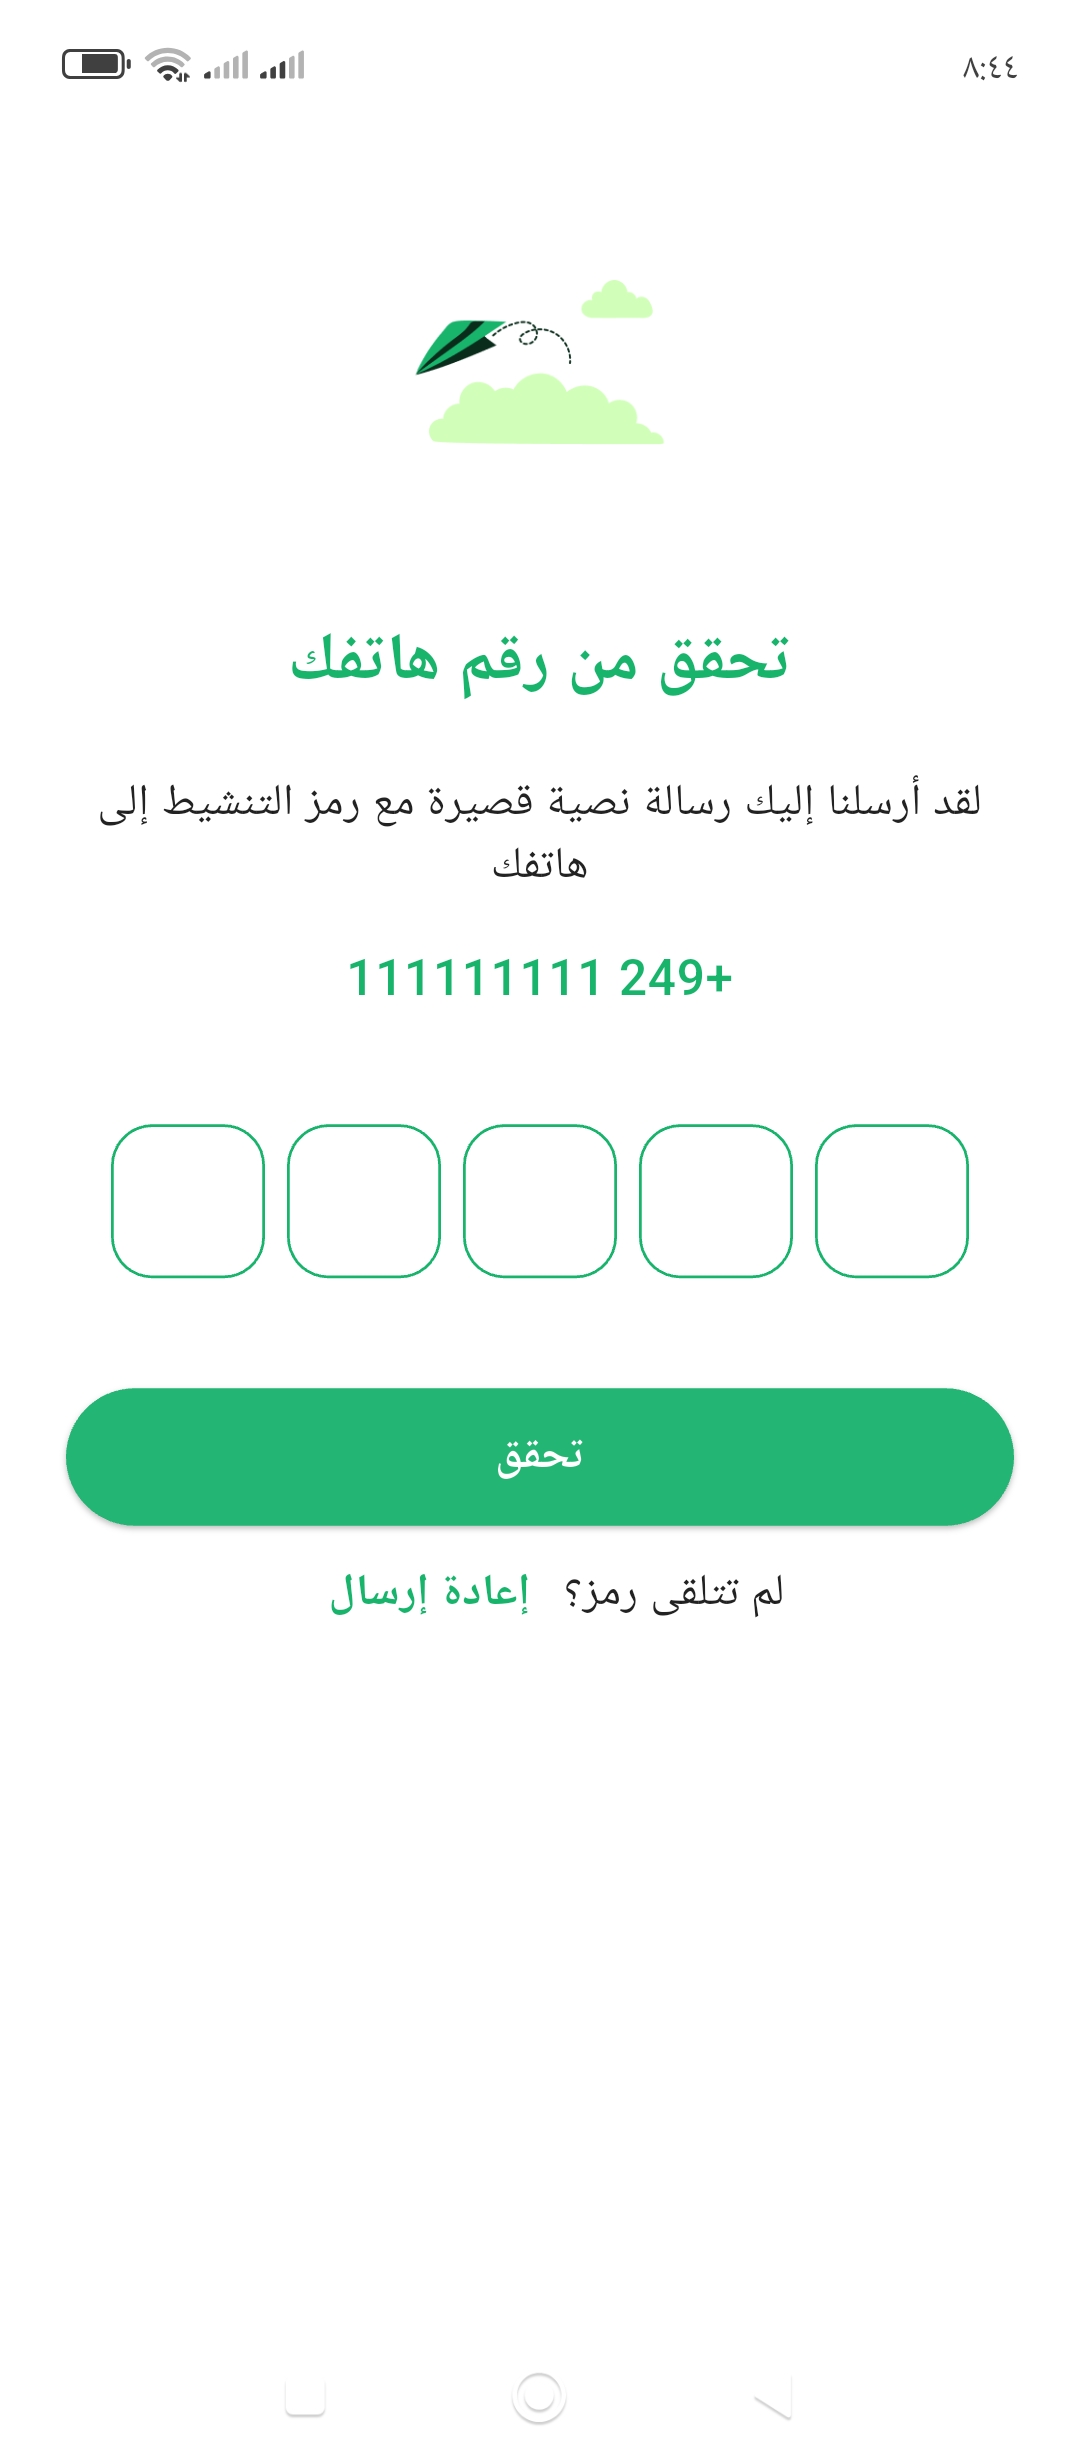 ٨:٤٤
تحقق من رقم هاتفك
لقد أرسلنا إليك رسالة نصية قصيرة مع رمز التنشيط إلى
هاتفك
111111111 249+
تحقق
لم تتلقى رمز؟ إعادة إرسال